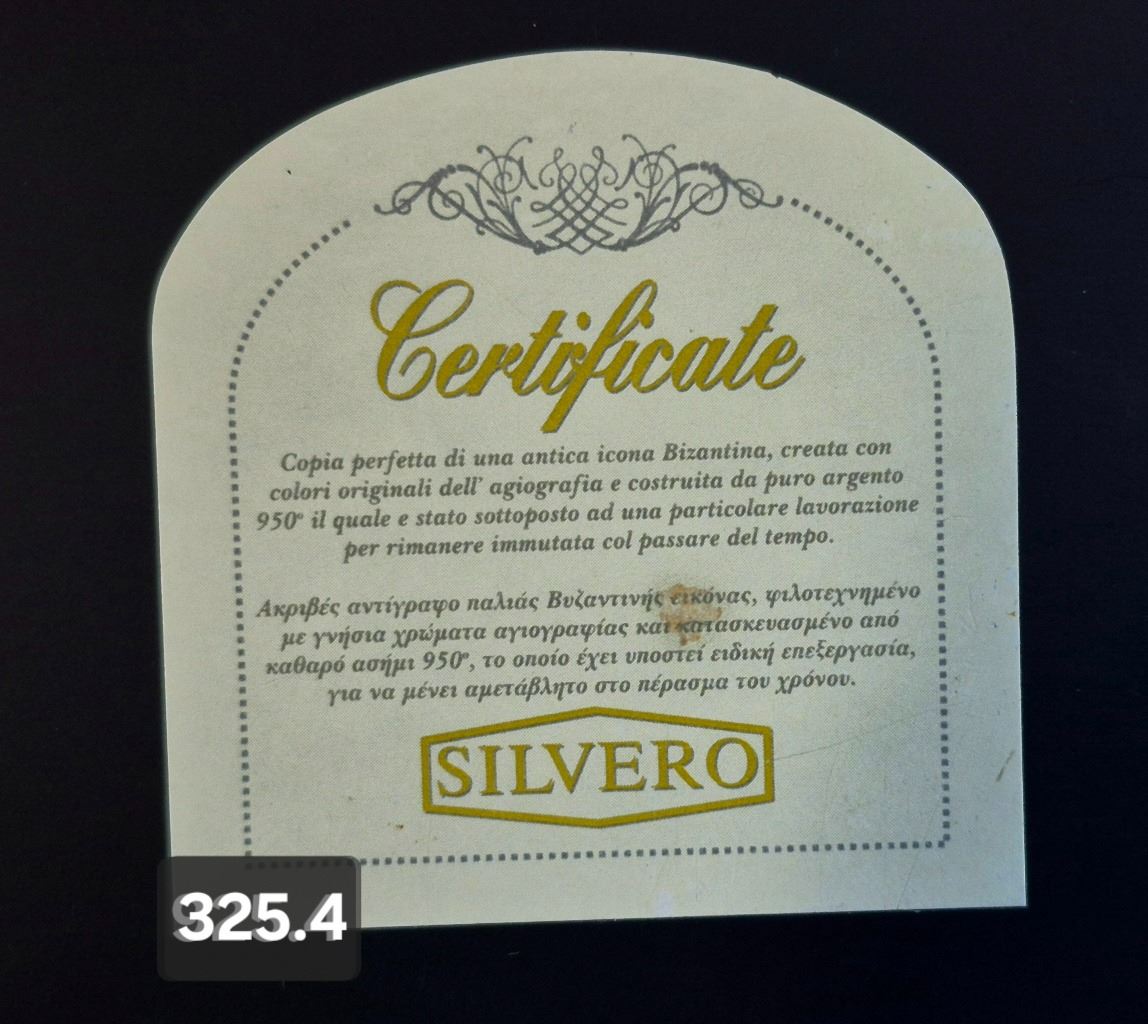 Certificate
Copia perfetta di una antica icona Bizantina, creata con
colori originali dell' agiografia e costruita da puro argento
950° il quale e stato sottoposto ad una particolare lavorazione
per rimanere immutata col passare del tempo.
Ακριβές αντίγραφο παλιάς Βυζαντινής εικόνας, φιλοτεχνημένο
με γνήσια χρώματα αγιογραφίας και κατασκευασμένο από
καθαρό ασήμι 950°, το οποίο έχει υποστεί ειδική επεξεργασία,
για να μένει αμετάβλητο στο πέρασμα του χρόνου.
SILVERO
325.4